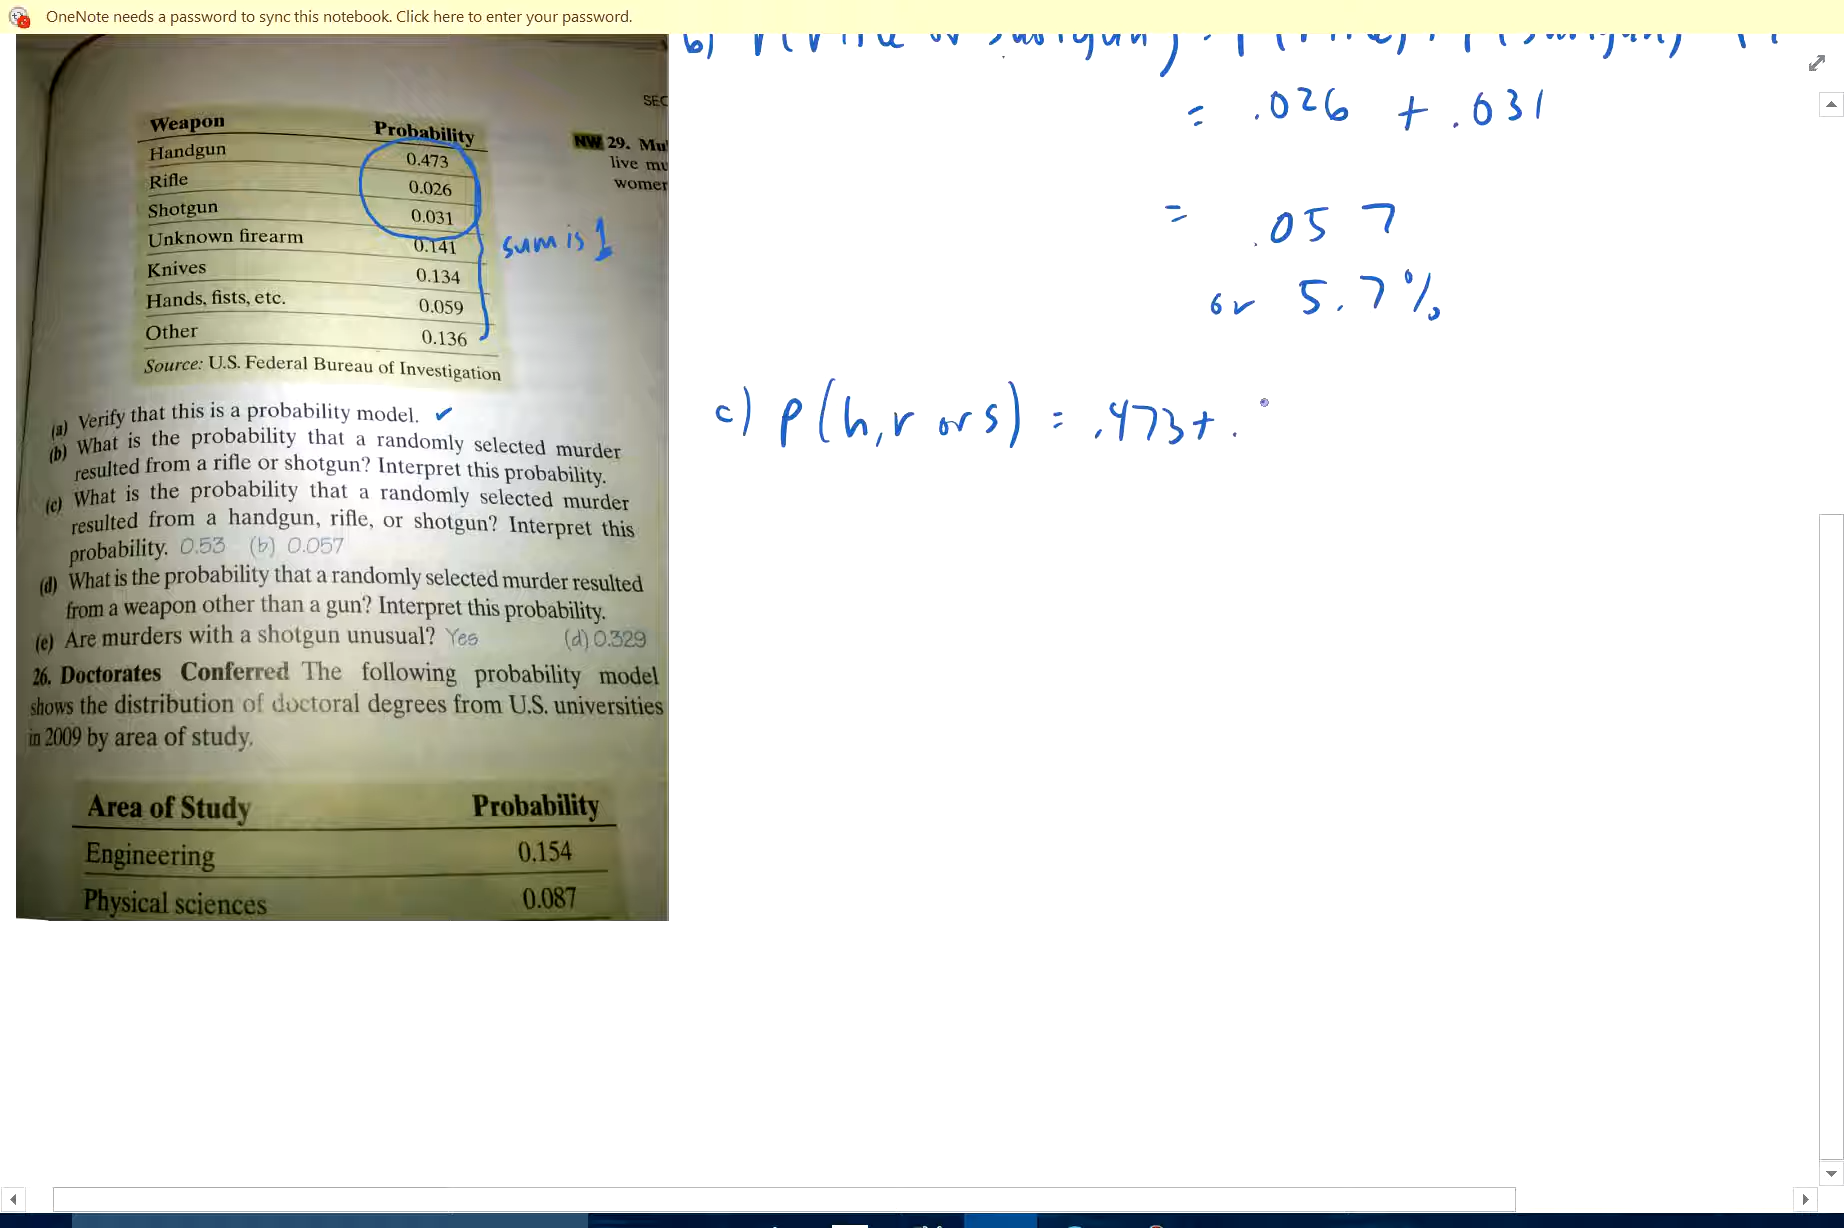 OneNote needs a password to sync this notebook. Click here to enter your password.
SEC
Weapon Probability
Handgun 0.473
Rifle 0.026
Shotgun 0.031
Unknown firearm 0.141
Knives 0.134
Hands, fists, etc. 0.059
Other 0.136
Source: U.S. Federal Bureau of Investigation
sum is 1
NW 29. Mu
live mu
women
(a) Verify that this is a probability model. ✔
(b) What is the probability that a randomly selected murder
resulted from a rifle or shotgun? Interpret this probability.
(c) What is the probability that a randomly selected murder
resulted from a handgun, rifle, or shotgun? Interpret this
probability. 0.53 (b) 0.057
(d) What is the probability that a randomly selected murder resulted
from a weapon other than a gun? Interpret this probability.
(e) Are murders with a shotgun unusual? Yes (d) 0.329
26. Doctorates Conferred The following probability model
shows the distribution of doctoral degrees from U.S. universities
in 2009 by area of study.
Area of Study Probability
Engineering 0.154
Physical sciences 0.087
b) P(rifle or shotgun) = P(rifle) + P(shotgun)
= .026 + .031
= .057
or 5.7%
c) P(h, r or s) = .473 + .